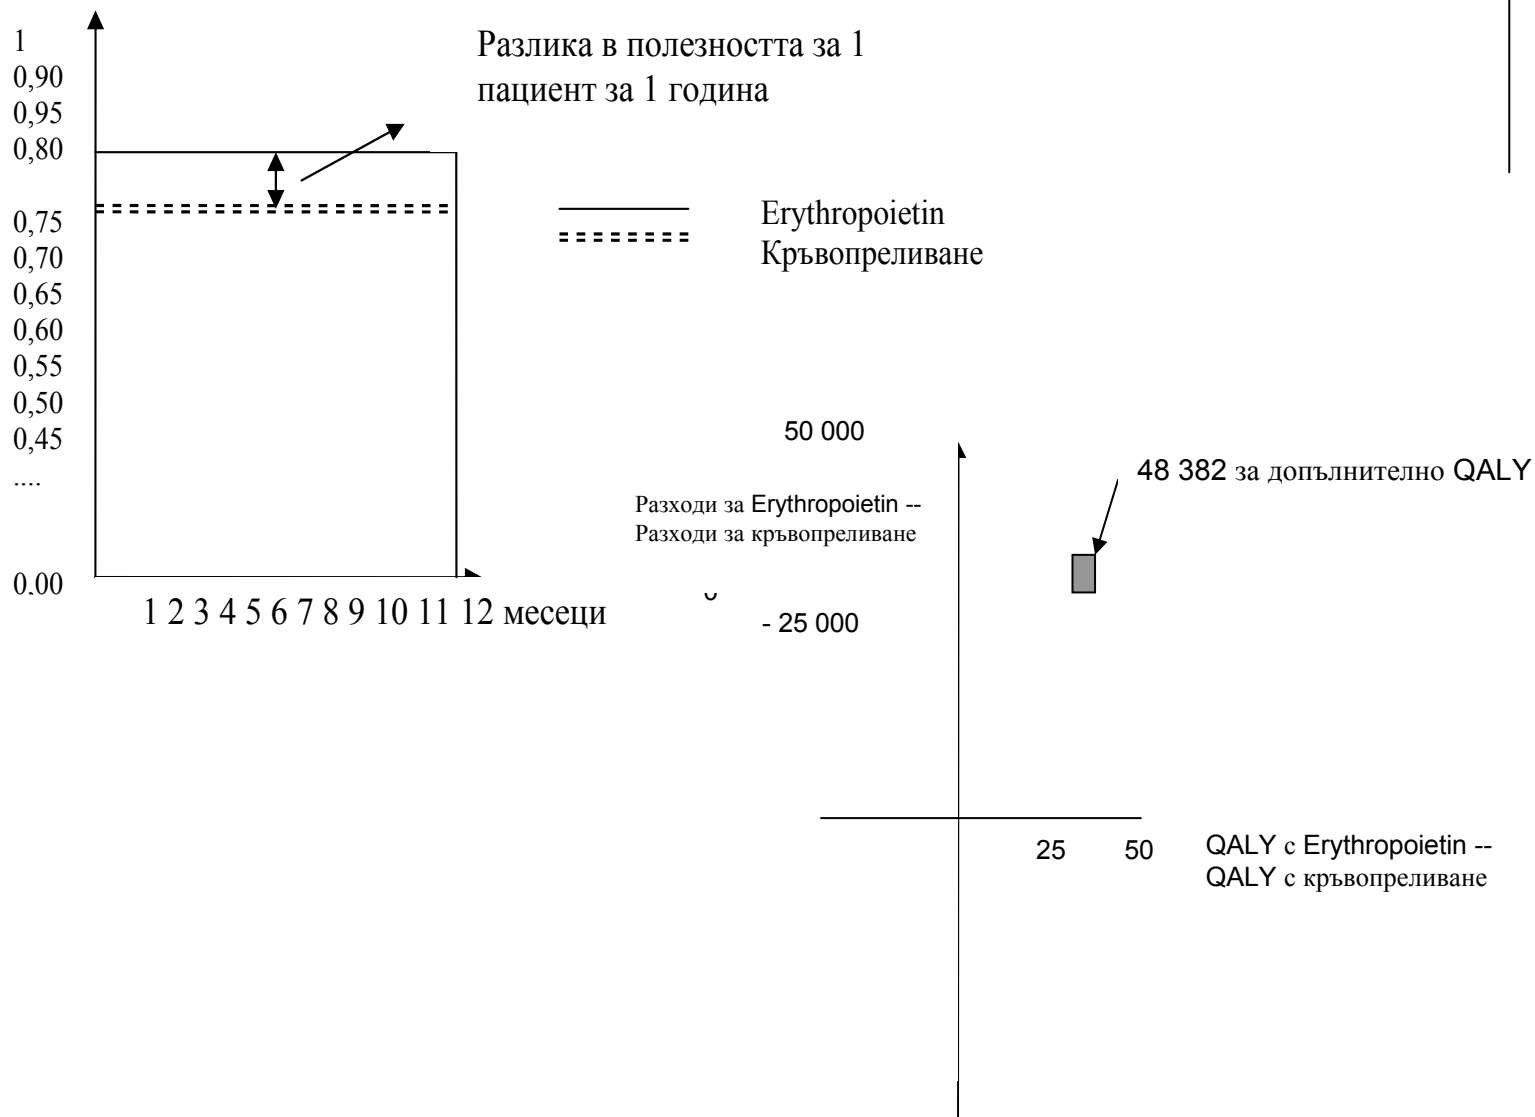 1
0,90
0,95
0,80
0,75
0,70
0,65
0,60
0,55
0,50
0,45
....
0.00
1 2 3 4 5 6 7 8 9 10 11 12 месеци
Разлика в полезността за 1
пациент за 1 година
Erythropoietin
Кръвопреливане
50 000
Разходи за Erythropoietin --
Разходи за кръвопреливане
- 25 000
48 382 за допълнително QALY
25 50
QALY с Erythropoietin --
QALY с кръвопреливане